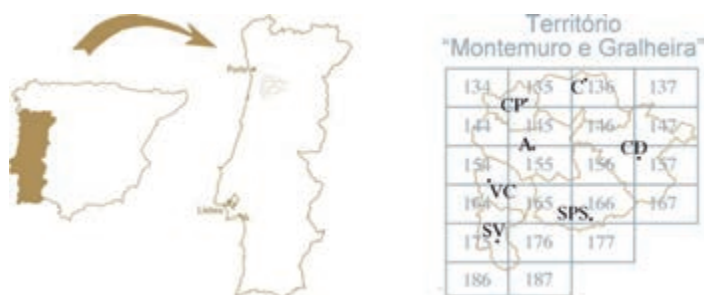 Território
“Montemuro e Gralheira”
Porto
Lisboa
134 135 C 136 137
CP
144 145 146 147
A CD
154 155 156 157
VC
164 165 SPS 166 167
SV
175 176 177
186 187